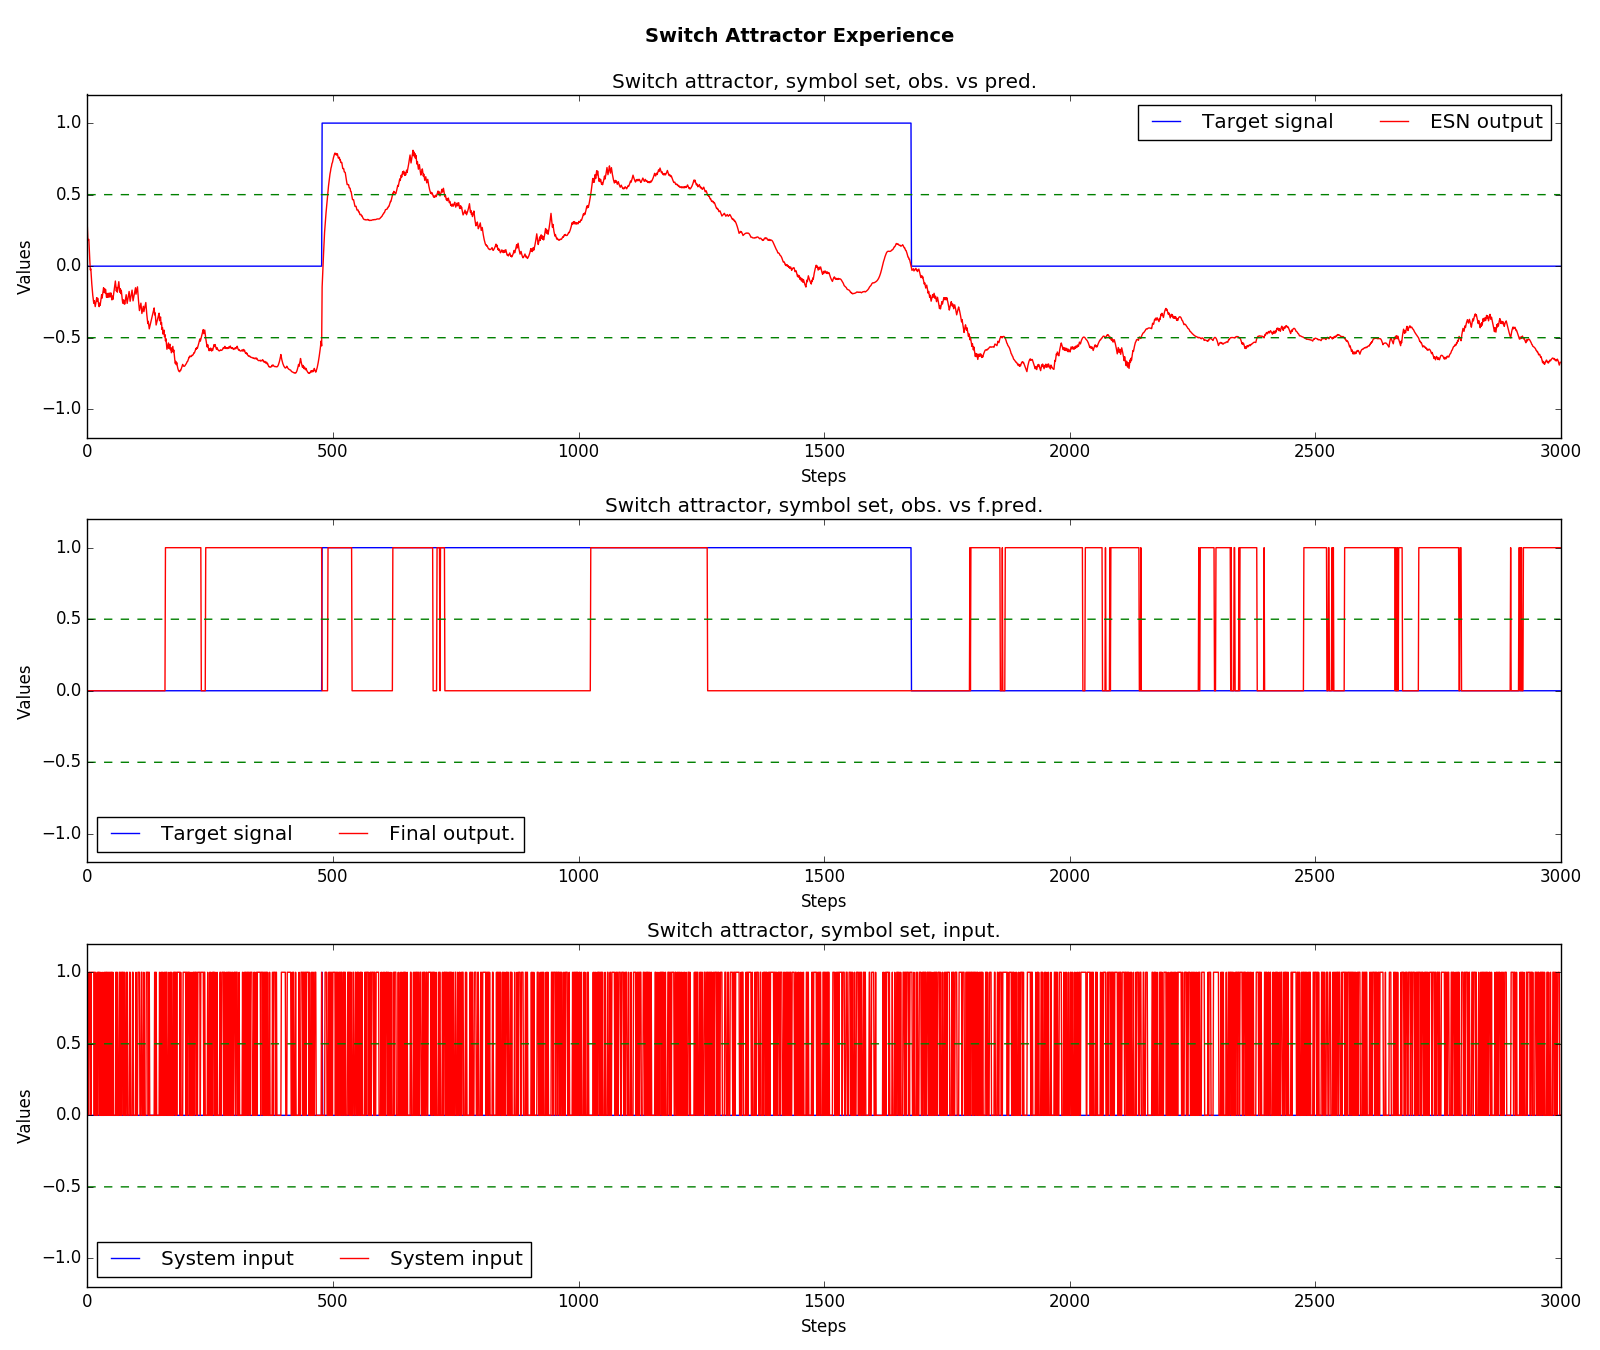 Switch Attractor Experience
Switch attractor, symbol set, obs. vs pred.
Target signal ESN output
Values
1.0
0.5
0.0
−0.5
−1.0
0 500 1000 1500 2000 2500 3000
Steps
Switch attractor, symbol set, obs. vs f.pred.
Values
1.0
0.5
0.0
−0.5
−1.0
Target signal Final output.
0 500 1000 1500 2000 2500 3000
Steps
Switch attractor, symbol set, input.
Values
1.0
0.5
0.0
−0.5
−1.0
System input System input
0 500 1000 1500 2000 2500 3000
Steps